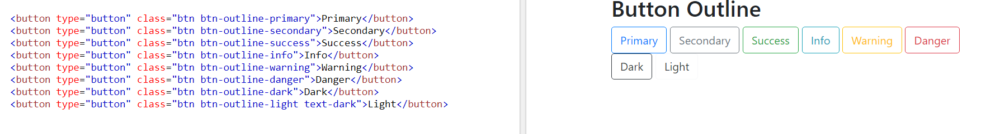 <button type="button" class="btn btn-outline-primary">Primary</button>
<button type="button" class="btn btn-outline-secondary">Secondary</button>
<button type="button" class="btn btn-outline-success">Success</button>
<button type="button" class="btn btn-outline-info">Info</button>
<button type="button" class="btn btn-outline-warning">Warning</button>
<button type="button" class="btn btn-outline-danger">Danger</button>
<button type="button" class="btn btn-outline-dark">Dark</button>
<button type="button" class="btn btn-outline-light text-dark">Light</button>
Button Outline
Primary Secondary Success Info Warning Danger
Dark Light